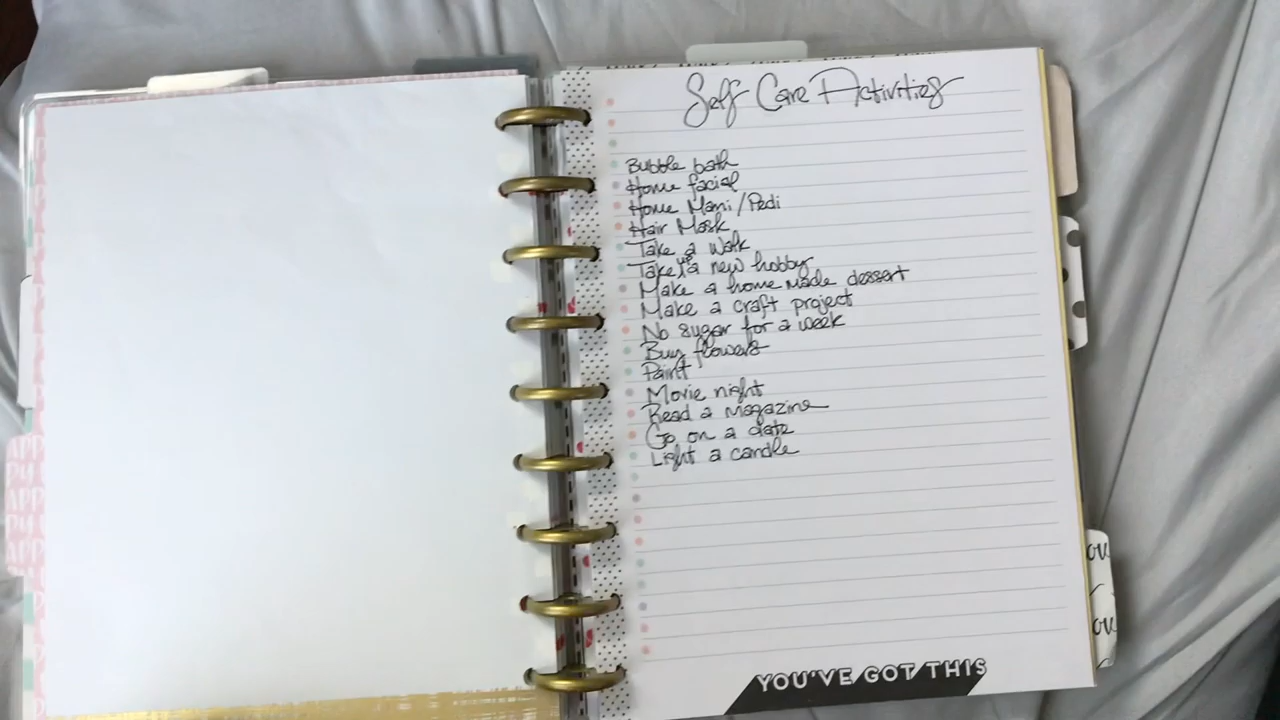 Self Care Activities
Bubble bath
Home facial
Home Mani/Pedi
Hair Mask
Take a Walk
Take up a new hobby
Make a home made dessert
Make a craft project
No sugar for a week
Buy flowers
Paint
Movie night
Read a magazine
Go on a date
Light a candle
YOU'VE GOT THIS